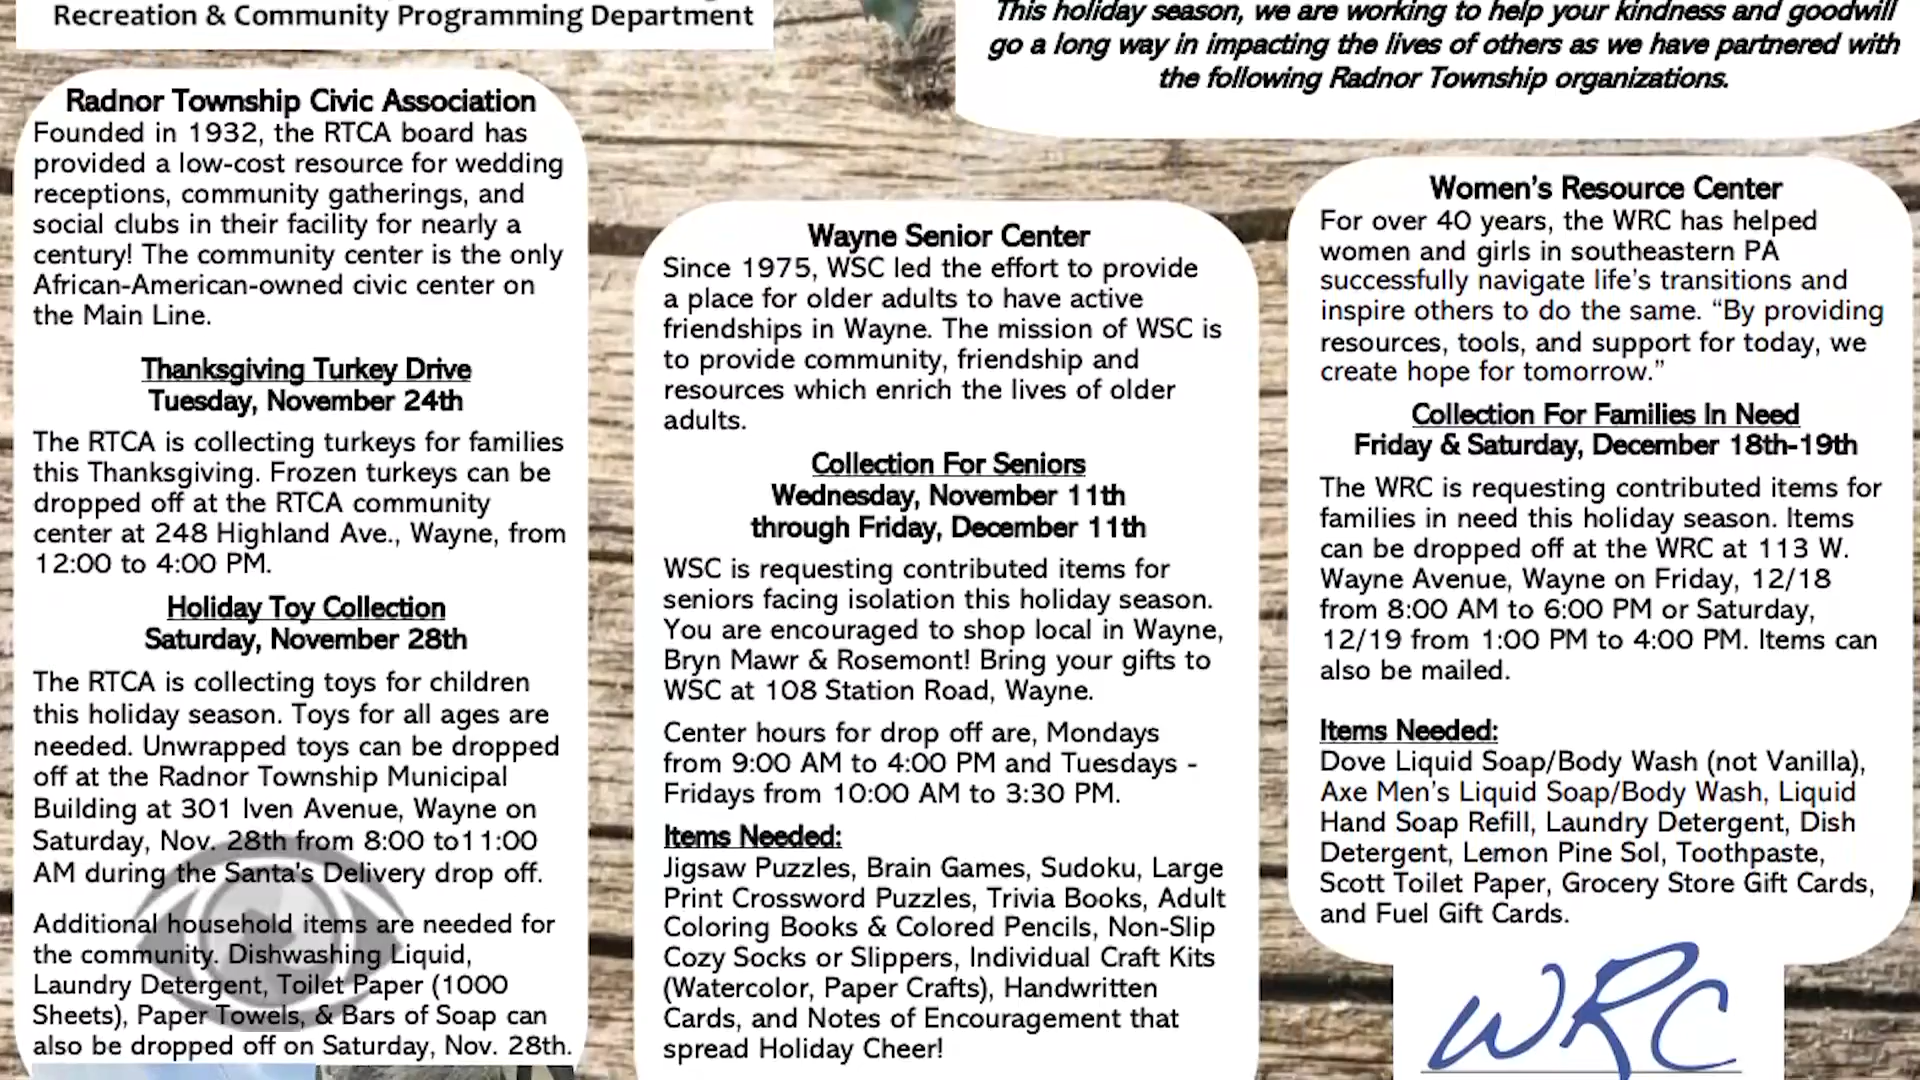 Recreation & Community Programming Department
This holiday season, we are working to help your kindness and goodwill
go a long way in impacting the lives of others as we have partnered with
the following Radnor Township organizations.
Radnor Township Civic Association
Founded in 1932, the RTCA board has
provided a low-cost resource for wedding
receptions, community gatherings, and
social clubs in their facility for nearly a
century! The community center is the only
African-American-owned civic center on
the Main Line.
Thanksgiving Turkey Drive
Tuesday, November 24th
The RTCA is collecting turkeys for families
this Thanksgiving. Frozen turkeys can be
dropped off at the RTCA community
center at 248 Highland Ave., Wayne, from
12:00 to 4:00 PM.
Holiday Toy Collection
Saturday, November 28th
The RTCA is collecting toys for children
this holiday season. Toys for all ages are
needed. Unwrapped toys can be dropped
off at the Radnor Township Municipal
Building at 301 Iven Avenue, Wayne on
Saturday, Nov. 28th from 8:00 to11:00
AM during the Santa's Delivery drop off.
Additional household items are needed for
the community. Dishwashing Liquid,
Laundry Detergent, Toilet Paper (1000
Sheets), Paper Towels, & Bars of Soap can
also be dropped off on Saturday, Nov. 28th.
Wayne Senior Center
Since 1975, WSC led the effort to provide
a place for older adults to have active
friendships in Wayne. The mission of WSC is
to provide community, friendship and
resources which enrich the lives of older
adults.
Collection For Seniors
Wednesday, November 11th
through Friday, December 11th
WSC is requesting contributed items for
seniors facing isolation this holiday season.
You are encouraged to shop local in Wayne,
Bryn Mawr & Rosemont! Bring your gifts to
WSC at 108 Station Road, Wayne.
Center hours for drop off are, Mondays
from 9:00 AM to 4:00 PM and Tuesdays -
Fridays from 10:00 AM to 3:30 PM.
Items Needed:
Jigsaw Puzzles, Brain Games, Sudoku, Large
Print Crossword Puzzles, Trivia Books, Adult
Coloring Books & Colored Pencils, Non-Slip
Cozy Socks or Slippers, Individual Craft Kits
(Watercolor, Paper Crafts), Handwritten
Cards, and Notes of Encouragement that
spread Holiday Cheer!
Women's Resource Center
For over 40 years, the WRC has helped
women and girls in southeastern PA
successfully navigate life's transitions and
inspire others to do the same. “By providing
resources, tools, and support for today, we
create hope for tomorrow.”
Collection For Families In Need
Friday & Saturday, December 18th-19th
The WRC is requesting contributed items for
families in need this holiday season. Items
can be dropped off at the WRC at 113 W.
Wayne Avenue, Wayne on Friday, 12/18
from 8:00 AM to 6:00 PM or Saturday,
12/19 from 1:00 PM to 4:00 PM. Items can
also be mailed.
Items Needed:
Dove Liquid Soap/Body Wash (not Vanilla),
Axe Men's Liquid Soap/Body Wash, Liquid
Hand Soap Refill, Laundry Detergent, Dish
Detergent, Lemon Pine Sol, Toothpaste,
Scott Toilet Paper, Grocery Store Gift Cards,
and Fuel Gift Cards.
WRC